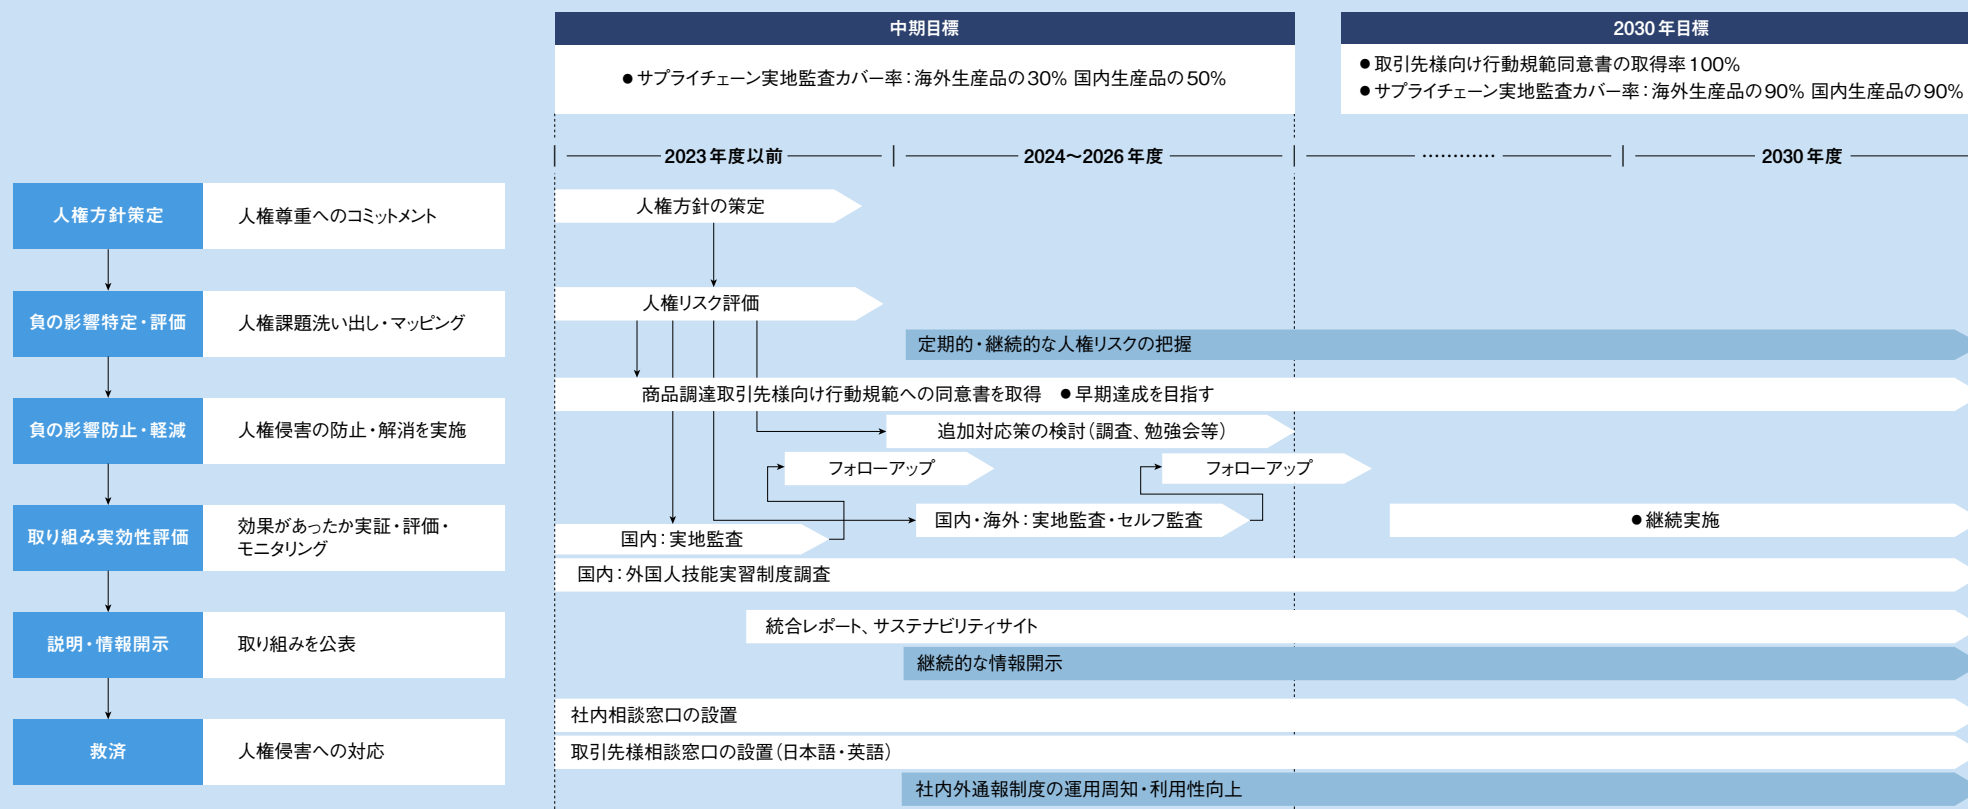 中期目標
●サプライチェーン実地監査カバー率：海外生産品の30% 国内生産品の50%
2030年目標
●取引先様向け行動規範同意書の取得率100%
●サプライチェーン実地監査カバー率：海外生産品の90% 国内生産品の90%
2023年度以前
2024～2026年度
…………
2030年度
人権方針策定
人権尊重へのコミットメント
人権方針の策定
負の影響特定・評価
人権課題洗い出し・マッピング
人権リスク評価
定期的・継続的な人権リスクの把握
負の影響防止・軽減
人権侵害の防止・解消を実施
商品調達取引先様向け行動規範への同意書を取得 ●早期達成を目指す
追加対応策の検討（調査、勉強会等）
フォローアップ
フォローアップ
取り組み実効性評価
効果があったか実証・評価・
モニタリング
国内・海外：実地監査・セルフ監査
●継続実施
国内：実地監査
国内：外国人技能実習制度調査
説明・情報開示
取り組みを公表
統合レポート、サステナビリティサイト
継続的な情報開示
救済
人権侵害への対応
社内相談窓口の設置
取引先様相談窓口の設置（日本語・英語）
社内外通報制度の運用周知・利用性向上